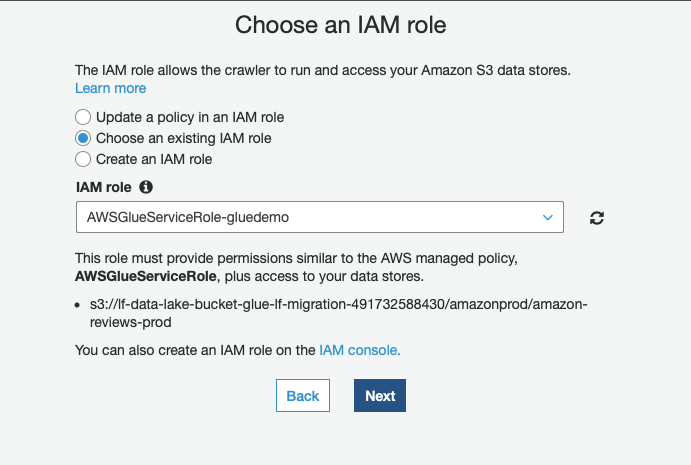 Choose an IAM role
The IAM role allows the crawler to run and access your Amazon S3 data stores.
Learn more
Update a policy in an IAM role
Choose an existing IAM role
Create an IAM role
IAM role
AWSGlueServiceRole-gluedemo
This role must provide permissions similar to the AWS managed policy,
AWSGlueServiceRole, plus access to your data stores.
s3://lf-data-lake-bucket-glue-lf-migration-491732588430/amazonprod/amazon-
reviews-prod
You can also create an IAM role on the IAM console.
Back Next